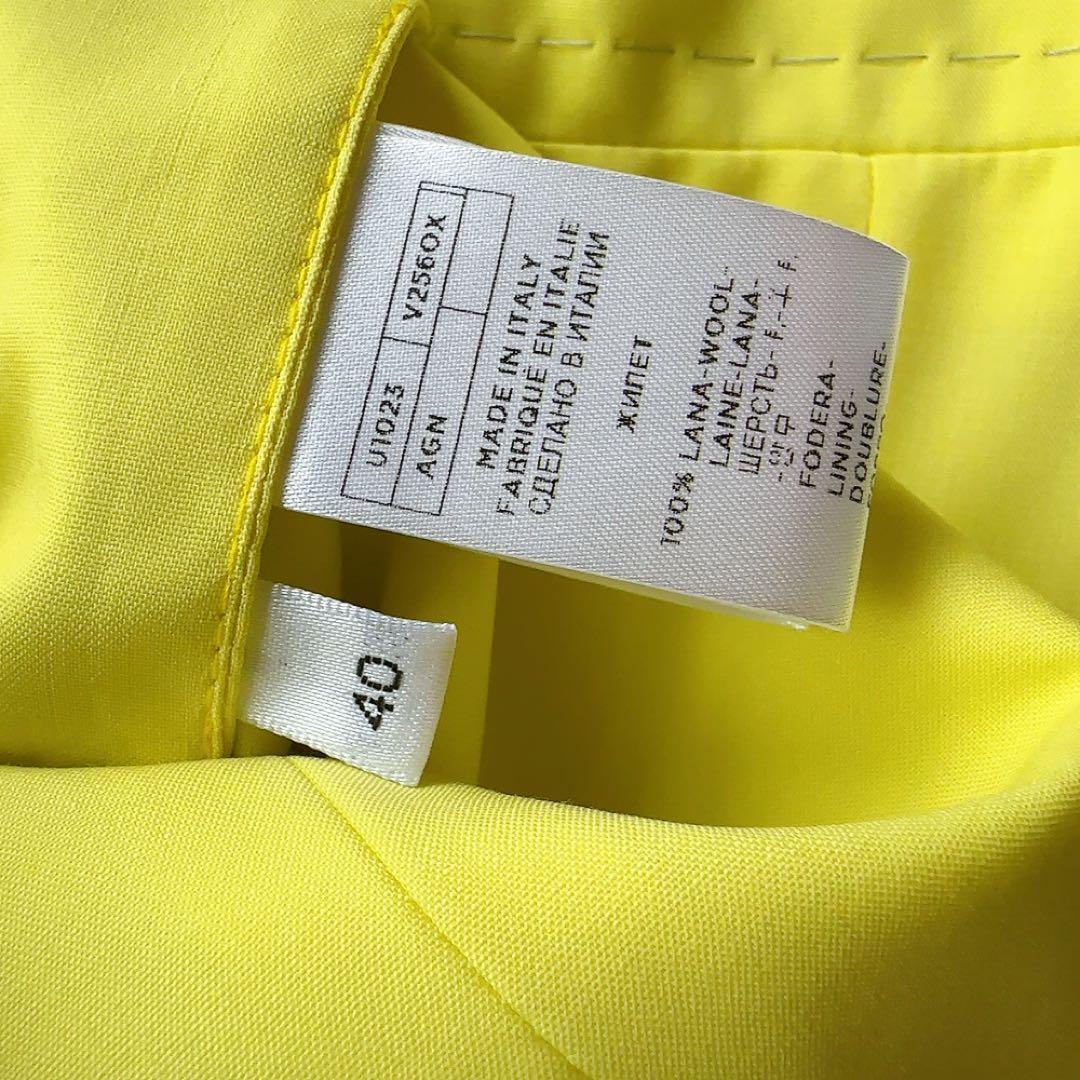 U1023
V2560X
AGN
MADE IN ITALY
FABRIQUÉ EN ITALIE
СДЕЛАНО В ИТАЛИИ
ЖИЛЕТ
100% LANA-WOOL-
LAINE-LANA-
ШЕРСТЬ-
FODERA-
LINING-
DOUBLURE-
40